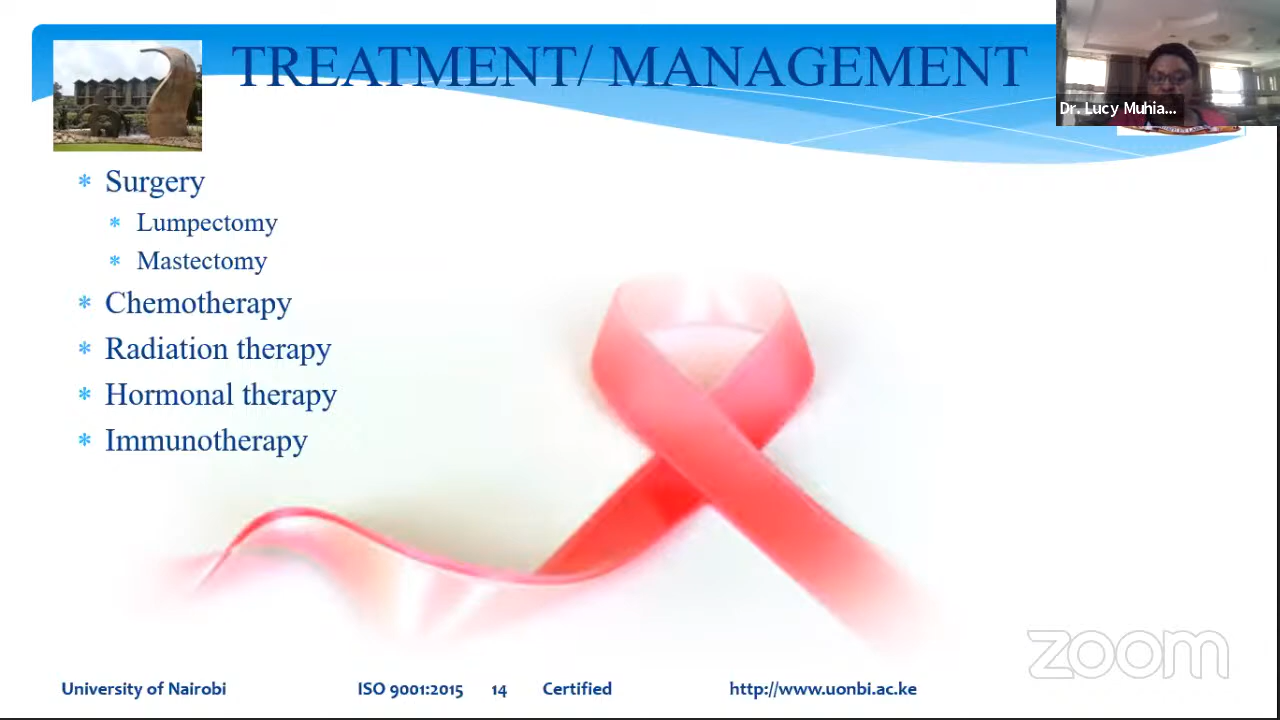 TREATMENT/ MANAGEMENT
Dr. Lucy Muhia...
* Surgery
* Lumpectomy
* Mastectomy
* Chemotherapy
* Radiation therapy
* Hormonal therapy
* Immunotherapy
zoom
University of Nairobi ISO 9001:2015 14 Certified http://www.uonbi.ac.ke